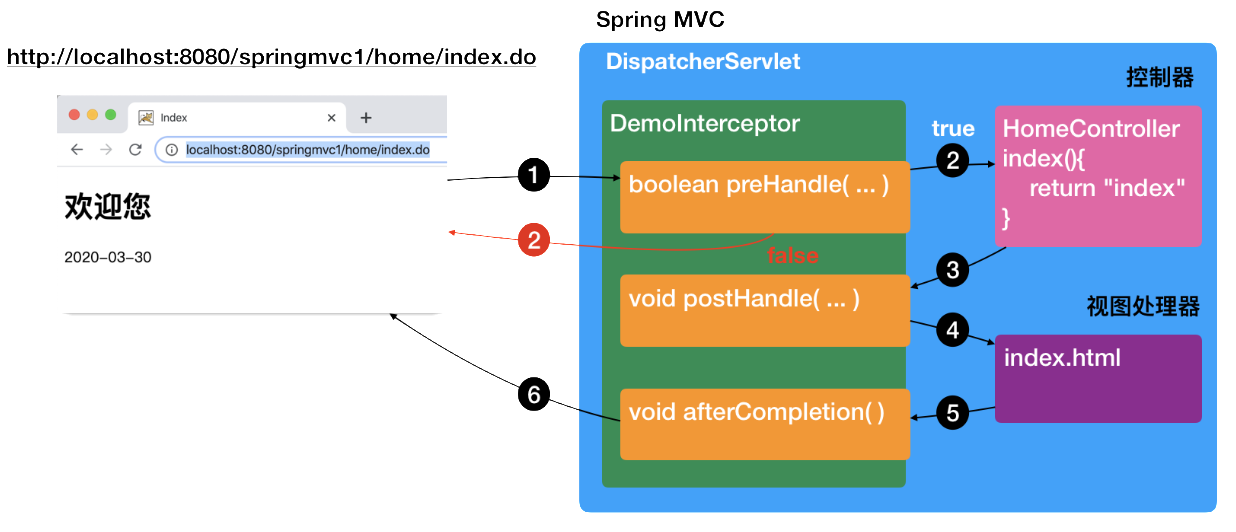 Spring MVC
http://localhost:8080/springmvc1/home/index.do
DispatcherServlet
控制器
Index
localhost:8080/springmvc1/home/index.do
欢迎您
2020-03-30
DemoInterceptor
boolean preHandle( ... )
void postHandle( ... )
void afterCompletion( )
true
false
HomeController
index(){
return "index"
}
视图处理器
index.html
1
2
2
3
4
5
6